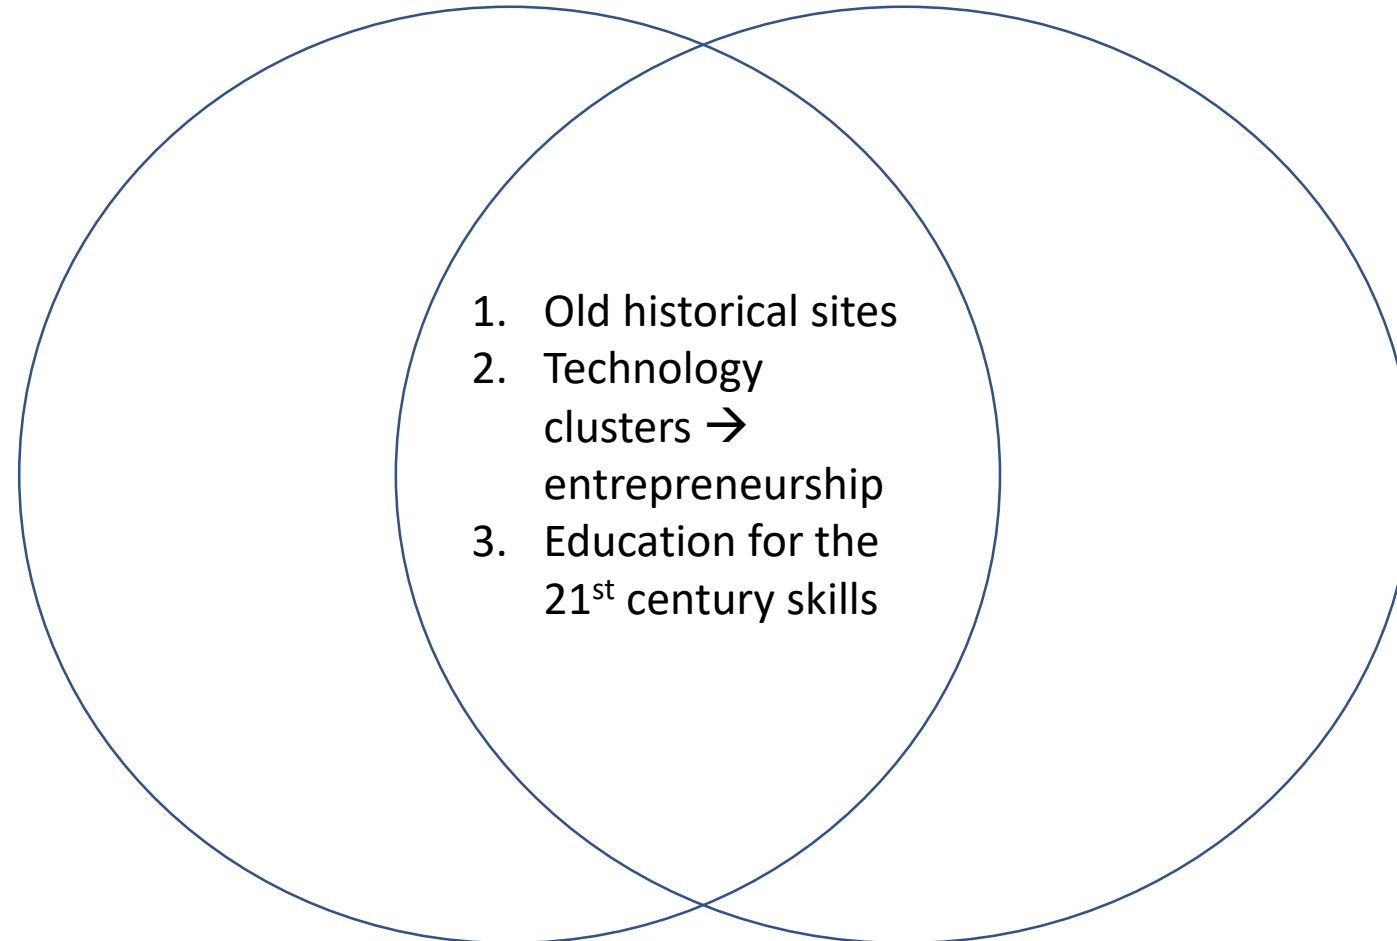 1. Old historical sites
2. Technology
clusters →
entrepreneurship
3. Education for the
21st century skills